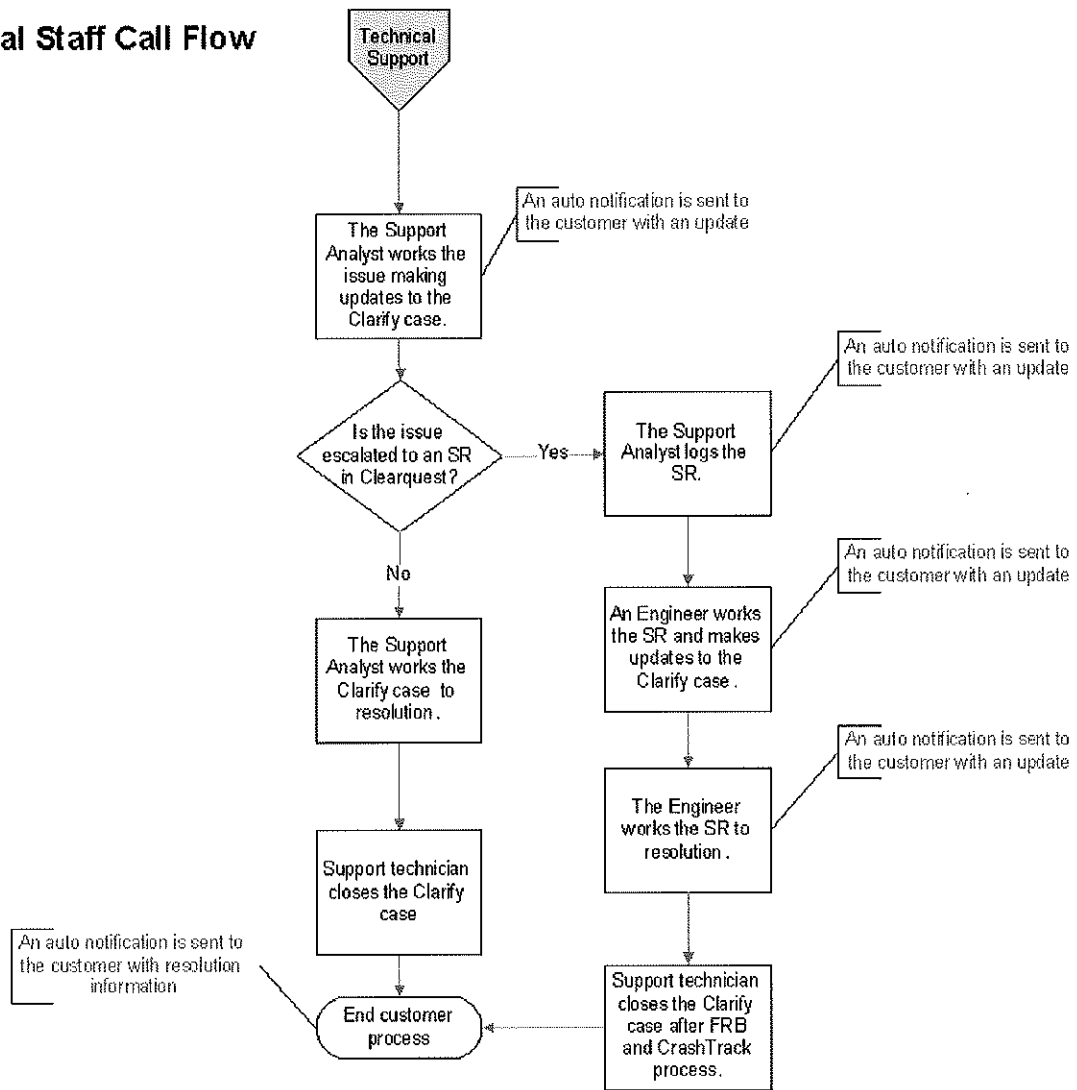 al Staff Call Flow
Technical
Support
An auto notification is sent to
the customer with an update
The Support
Analyst works the
issue making
updates to the
Clarify case.
An auto notification is sent to
the customer with an update
Is the issue
escalated to an SR
in Clearquest?
Yes
The Support
Analyst logs the
SR.
An auto notification is sent to
the customer with an update
No
An Engineer works
the SR and makes
updates to the
Clarify case .
The Support
Analyst works the
Clarify case to
resolution .
An auto notification is sent to
the customer with an update
The Engineer
works the SR to
resolution .
Support technician
closes the Clarify
case
An auto notification is sent to
the customer with resolution
information
Support technician
closes the Clarify
case after FRB
and CrashTrack
process.
End customer
process